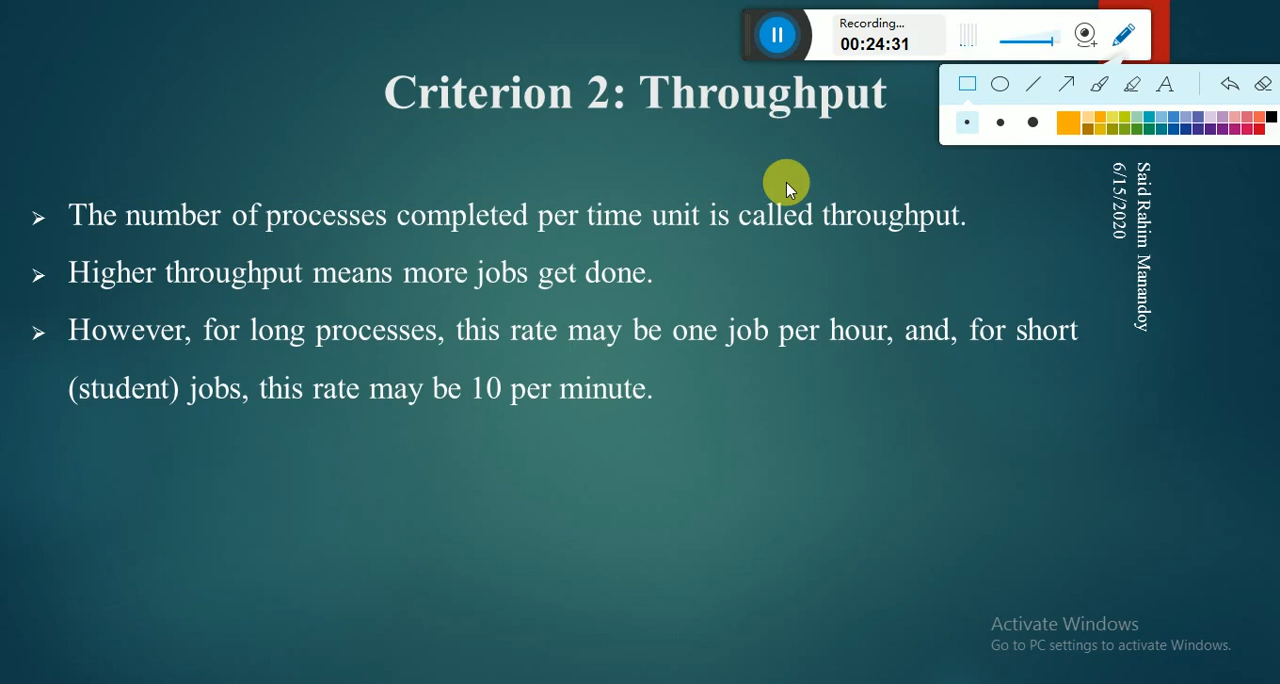 Recording...
00:24:31
Criterion 2: Throughput
A
Said Rahim Manandoy
6/15/2020
➢ The number of processes completed per time unit is called throughput.
➢ Higher throughput means more jobs get done.
➢ However, for long processes, this rate may be one job per hour, and, for short
(student) jobs, this rate may be 10 per minute.
Activate Windows
Go to PC settings to activate Windows.